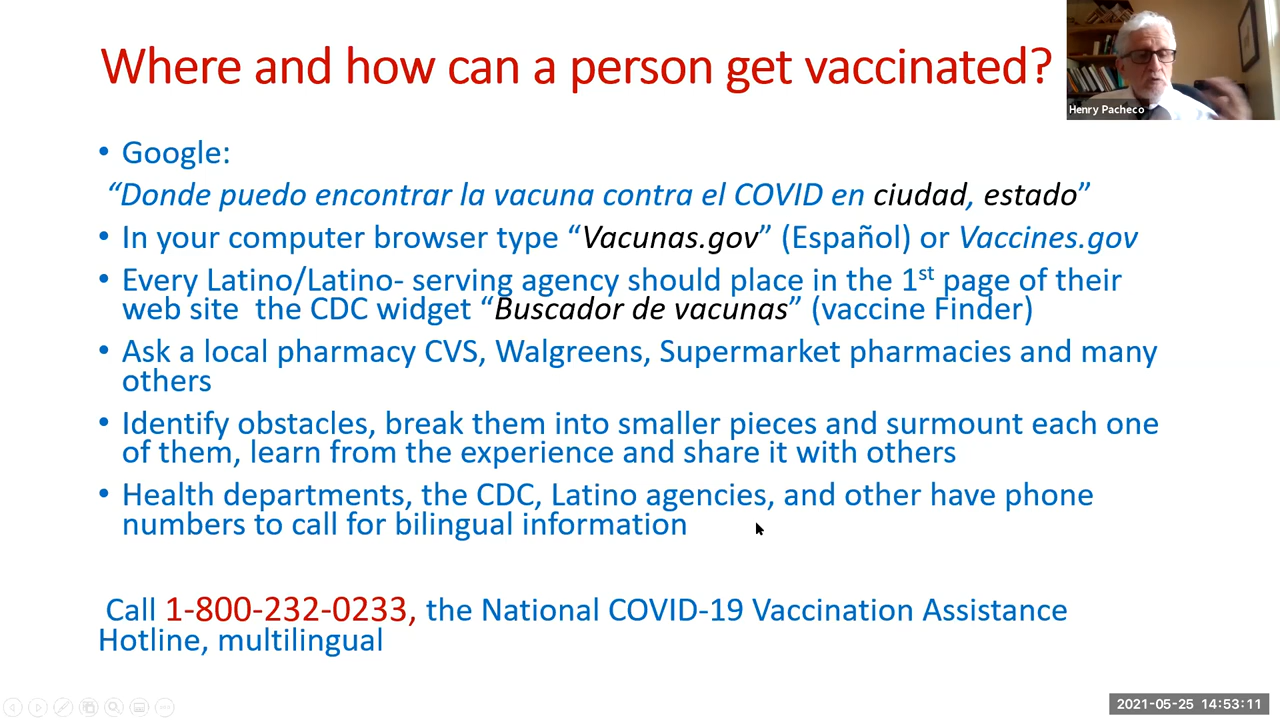 Where and how can a person get vaccinated?
Henry Pacheco
• Google:
“Donde puedo encontrar la vacuna contra el COVID en ciudad, estado”
• In your computer browser type “Vacunas.gov” (Español) or Vaccines.gov
• Every Latino/Latino- serving agency should place in the 1st page of their
web site the CDC widget “Buscador de vacunas” (vaccine Finder)
• Ask a local pharmacy CVS, Walgreens, Supermarket pharmacies and many
others
• Identify obstacles, break them into smaller pieces and surmount each one
of them, learn from the experience and share it with others
• Health departments, the CDC, Latino agencies, and other have phone
numbers to call for bilingual information
Call 1-800-232-0233, the National COVID-19 Vaccination Assistance
Hotline, multilingual
2021-05-25 14:53:11